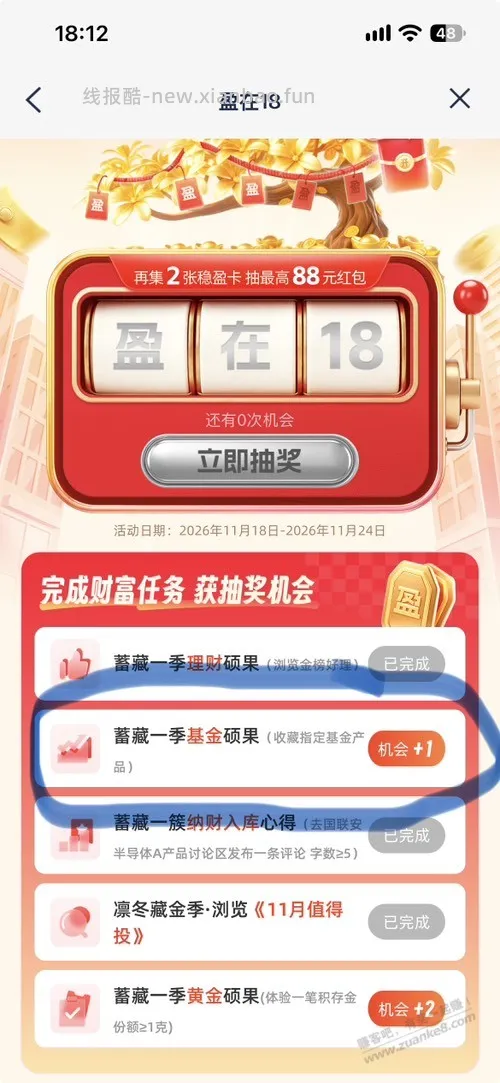 18:12
48
线报酷-new.xianbao.fun
盈在18
盈
盈
盈
盈
再集2张稳盈卡 抽最高88元红包
盈
在
18
还有0次机会
立即抽奖
活动日期：2026年11月18日-2026年11月24日
完成财富任务 获抽奖机会
盈
蓄藏一季理财硕果（浏览金榜好理）
已完成
蓄藏一季基金硕果（收藏指定基金产
品）
机会+1
蓄藏一簇纳财入库心得（去国联安
半导体A产品讨论区发布一条评论 字数≥5）
已完成
凛冬藏金季·浏览《11月值得
投》
已完成
蓄藏一季黄金硕果(体验一笔积存金
份额≥1克)
机会+2
www.zuanke8.com